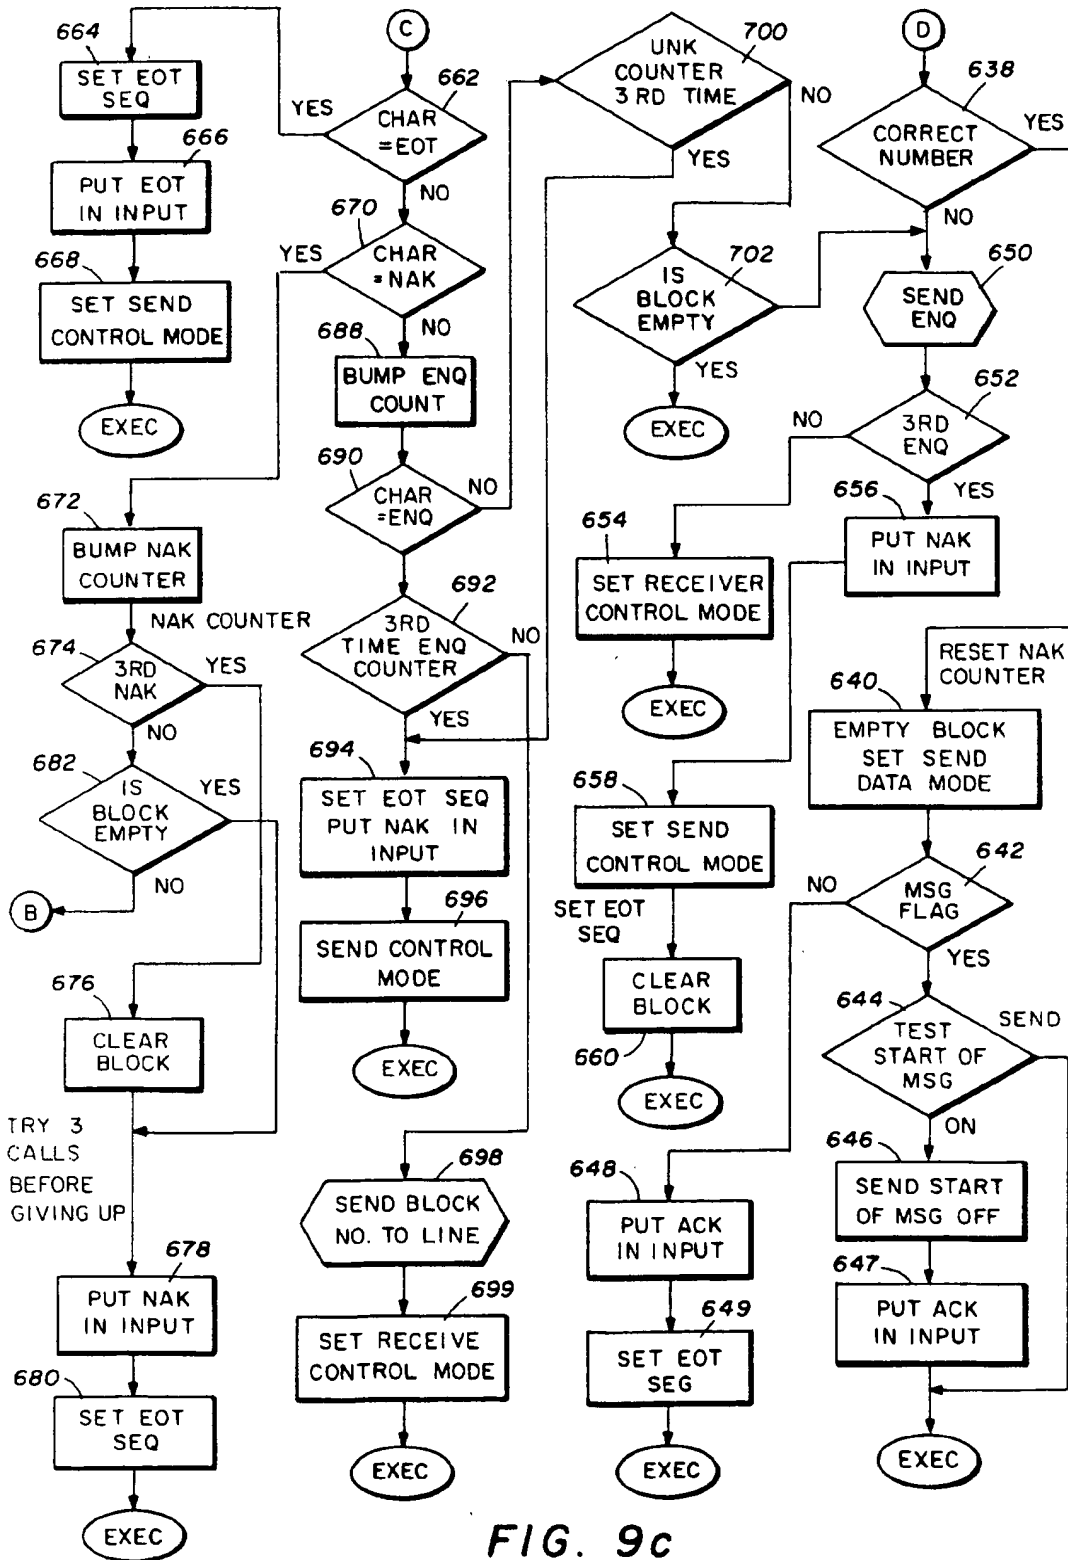 C
662
CHAR
=EOT
YES
NO
664
SET EOT
SEQ
666
PUT EOT
IN INPUT
668
SET SEND
CONTROL MODE
EXEC
670
CHAR
=NAK
YES
NO
672
BUMP NAK
COUNTER
NAK COUNTER
674
3RD
NAK
YES
NO
682
IS
BLOCK
EMPTY
YES
NO
B
676
CLEAR
BLOCK
TRY 3
CALLS
BEFORE
GIVING UP
678
PUT NAK
IN INPUT
680
SET EOT
SEQ
EXEC
688
BUMP ENQ
COUNT
690
CHAR
=ENQ
NO
692
3RD
TIME ENQ
COUNTER
NO
YES
694
SET EOT SEQ
PUT NAK IN
INPUT
696
SEND CONTROL
MODE
EXEC
698
SEND BLOCK
NO. TO LINE
699
SET RECEIVE
CONTROL MODE
EXEC
700
UNK
COUNTER
3RD TIME
NO
YES
702
IS
BLOCK
EMPTY
YES
EXEC
D
638
CORRECT
NUMBER
YES
NO
650
SEND
ENQ
652
3RD
ENQ
NO
YES
654
SET RECEIVER
CONTROL MODE
EXEC
656
PUT NAK
IN INPUT
658
SET SEND
CONTROL MODE
SET EOT
SEQ
CLEAR
BLOCK
660
EXEC
RESET NAK
COUNTER
640
EMPTY BLOCK
SET SEND
DATA MODE
642
MSG
FLAG
NO
YES
644
TEST
START OF
MSG
SEND
ON
646
SEND START
OF MSG OFF
647
PUT ACK
IN INPUT
EXEC
648
PUT ACK
IN INPUT
649
SET EOT
SEG
EXEC
FIG. 9c